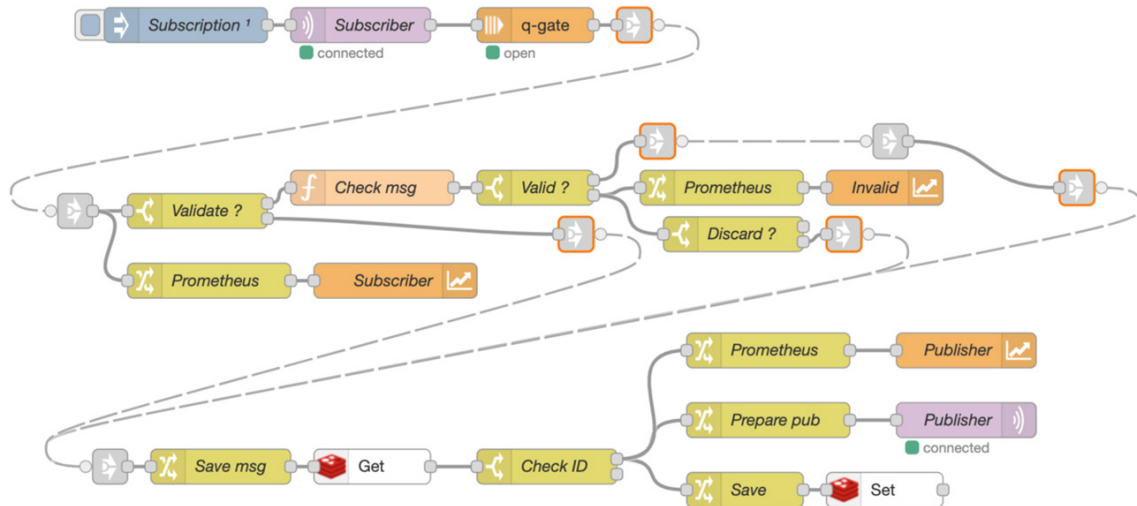 Subscription ¹
Subscriber
q-gate
connected
open
Check msg
Valid ?
Prometheus
Invalid
Validate ?
Discard ?
Prometheus
Subscriber
Prometheus
Publisher
Prepare pub
Publisher
connected
Save msg
Get
Check ID
Save
Set